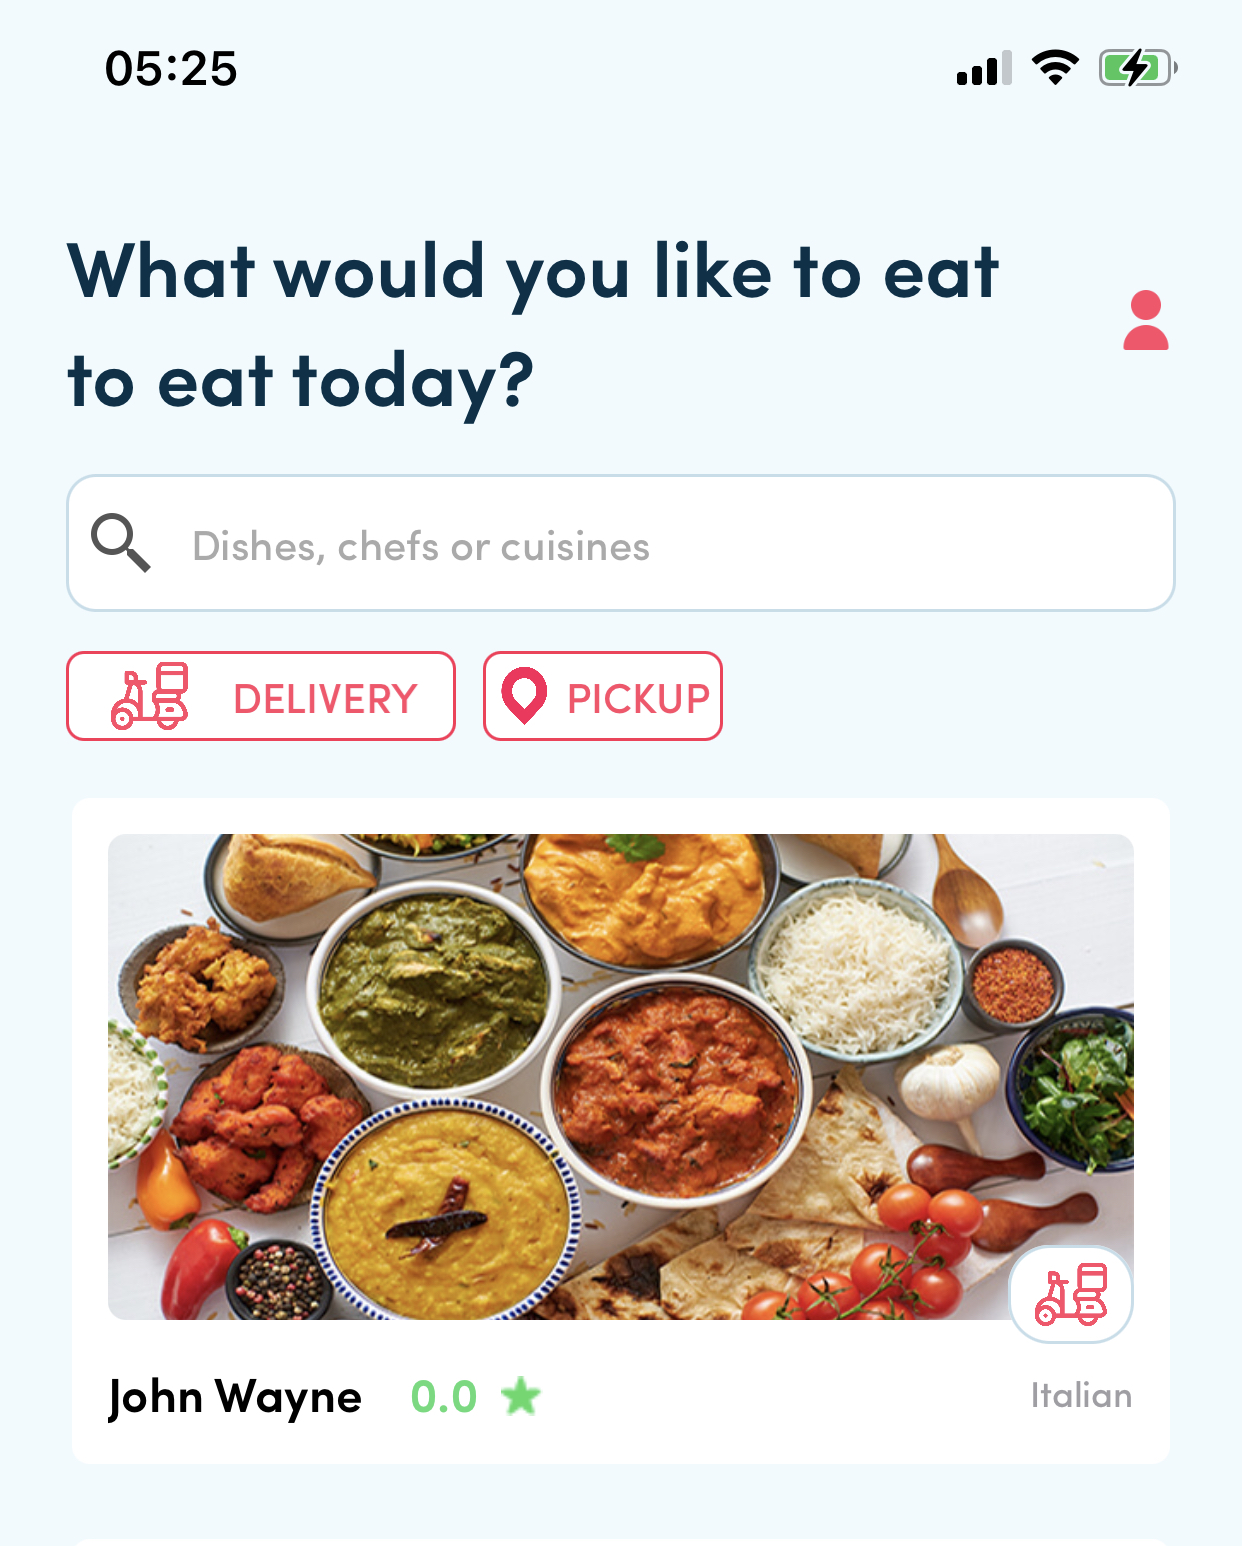 05:25
What would you like to eat
to eat today?
Dishes, chefs or cuisines
DELIVERY PICKUP
John Wayne 0.0 Italian